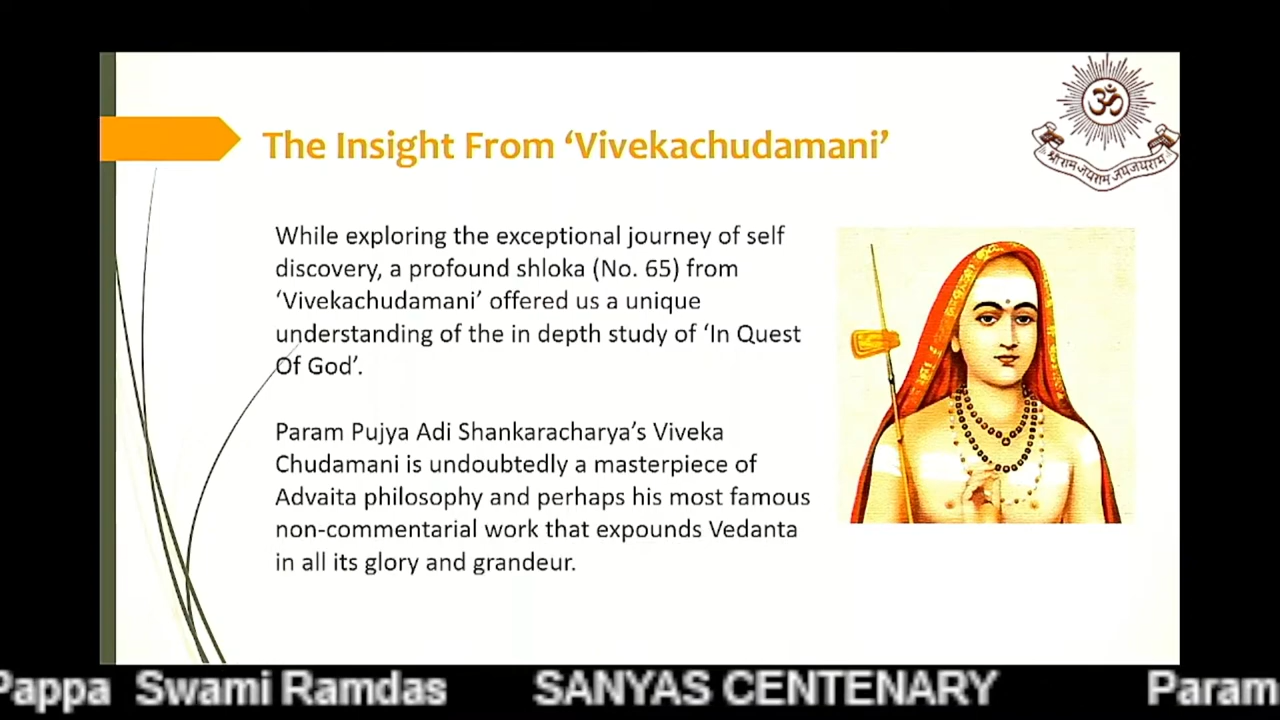 The Insight From ‘Vivekachudamani’
ॐ
श्रीराम जयराम जयजयराम
While exploring the exceptional journey of self
discovery, a profound shloka (No. 65) from
‘Vivekachudamani’ offered us a unique
understanding of the in depth study of ‘In Quest
Of God’.
Param Pujya Adi Shankaracharya’s Viveka
Chudamani is undoubtedly a masterpiece of
Advaita philosophy and perhaps his most famous
non-commentarial work that expounds Vedanta
in all its glory and grandeur.
Pappa Swami Ramdas SANYAS CENTENARY Param